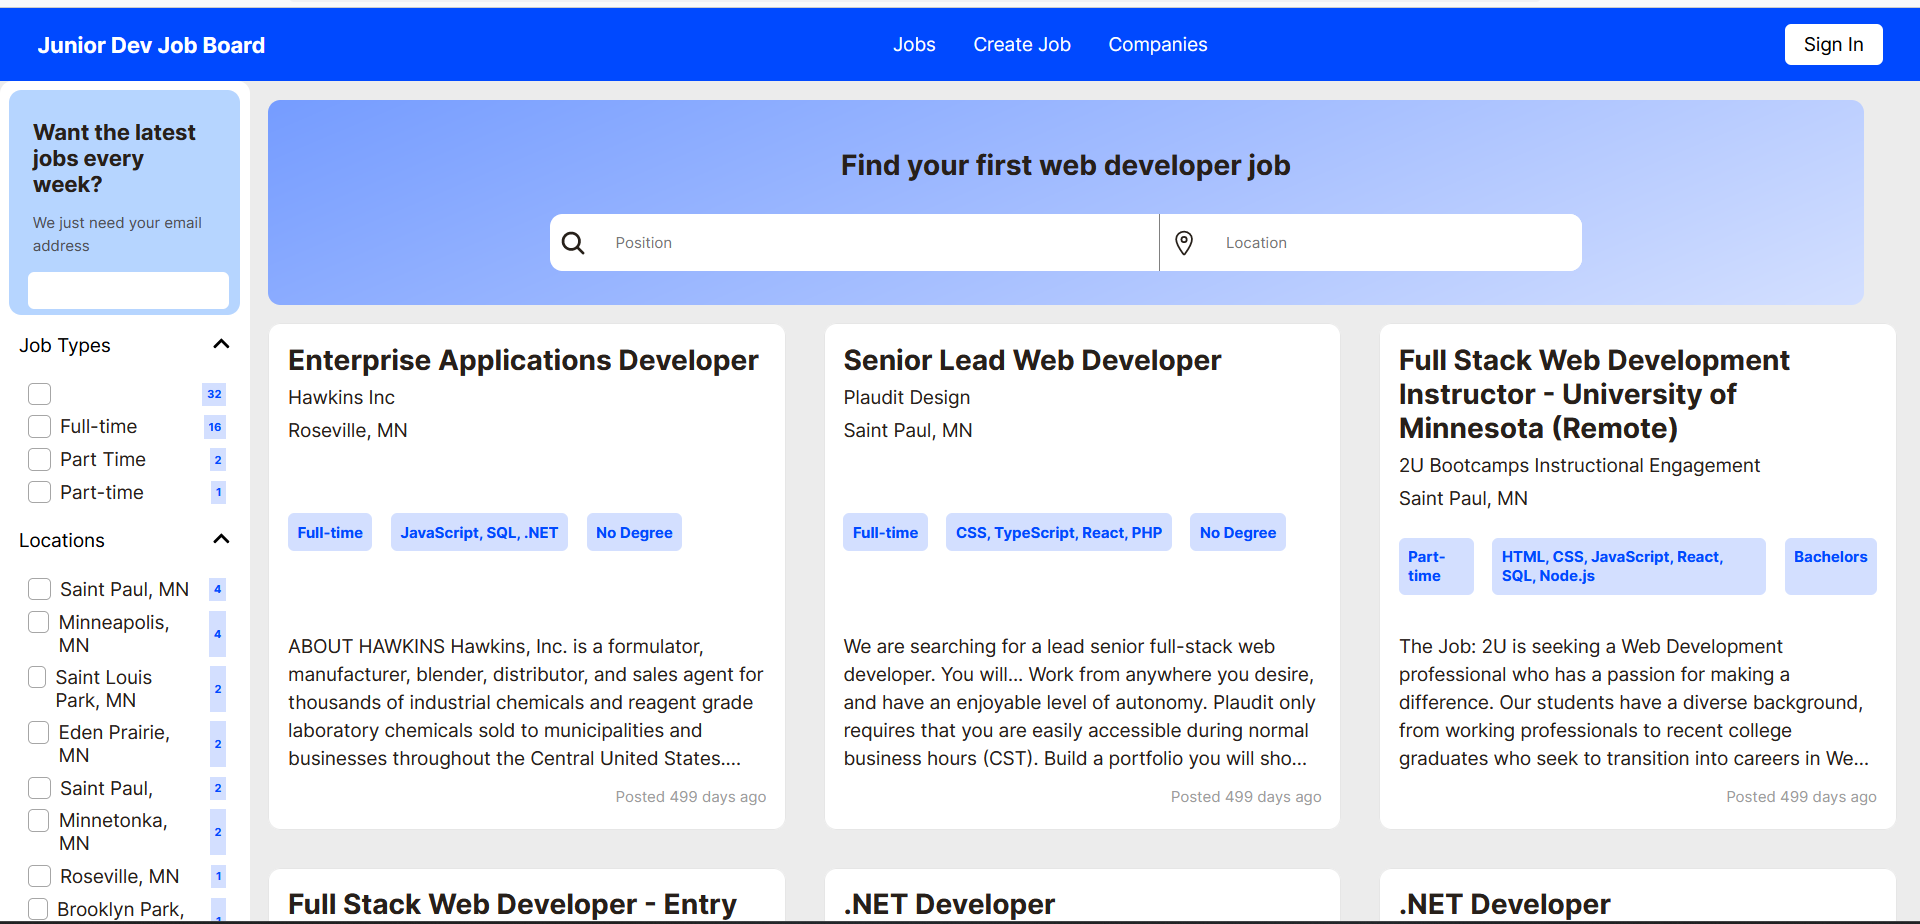 Junior Dev Job Board
Jobs
Create Job
Companies
Sign In
Want the latest
jobs every
week?
We just need your email
address
Job Types
32
Full-time
16
Part Time
2
Part-time
1
Locations
Saint Paul, MN
4
Minneapolis,
MN
4
Saint Louis
Park, MN
2
Eden Prairie,
MN
2
Saint Paul,
2
Minnetonka,
MN
2
Roseville, MN
1
Brooklyn Park,
1
Find your first web developer job
Position
Location
Enterprise Applications Developer
Hawkins Inc
Roseville, MN
Full-time
JavaScript, SQL, .NET
No Degree
ABOUT HAWKINS Hawkins, Inc. is a formulator,
manufacturer, blender, distributor, and sales agent for
thousands of industrial chemicals and reagent grade
laboratory chemicals sold to municipalities and
businesses throughout the Central United States....
Posted 499 days ago
Senior Lead Web Developer
Plaudit Design
Saint Paul, MN
Full-time
CSS, TypeScript, React, PHP
No Degree
We are searching for a lead senior full-stack web
developer. You will... Work from anywhere you desire,
and have an enjoyable level of autonomy. Plaudit only
requires that you are easily accessible during normal
business hours (CST). Build a portfolio you will sho...
Posted 499 days ago
Full Stack Web Development
Instructor - University of
Minnesota (Remote)
2U Bootcamps Instructional Engagement
Saint Paul, MN
Part-
time
HTML, CSS, JavaScript, React,
SQL, Node.js
Bachelors
The Job: 2U is seeking a Web Development
professional who has a passion for making a
difference. Our students have a diverse background,
from working professionals to recent college
graduates who seek to transition into careers in We...
Posted 499 days ago
Full Stack Web Developer - Entry
.NET Developer
.NET Developer